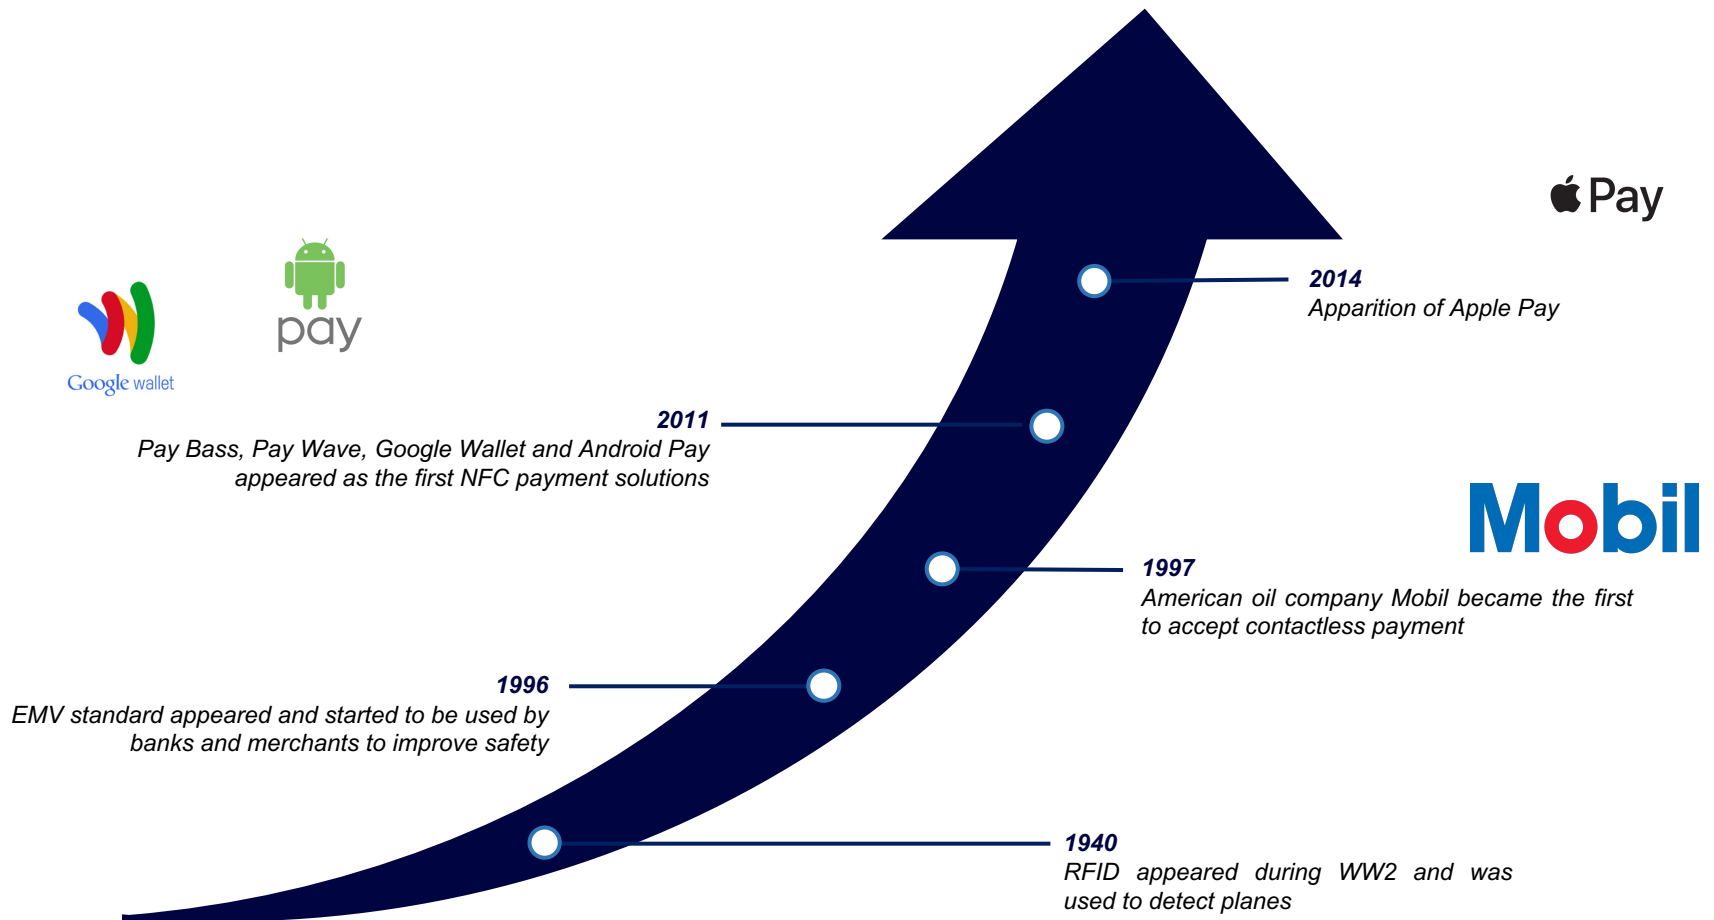 Pay
pay
Google wallet
2014
Apparition of Apple Pay
2011
Pay Bass, Pay Wave, Google Wallet and Android Pay
appeared as the first NFC payment solutions
Mobil
1997
American oil company Mobil became the first
to accept contactless payment
1996
EMV standard appeared and started to be used by
banks and merchants to improve safety
1940
RFID appeared during WW2 and was
used to detect planes